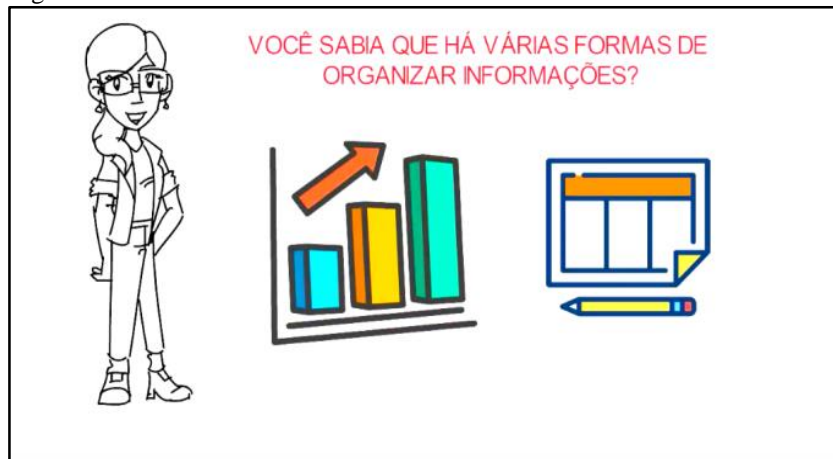 VOCÊ SABIA QUE HÁ VÁRIAS FORMAS DE
ORGANIZAR INFORMAÇÕES?